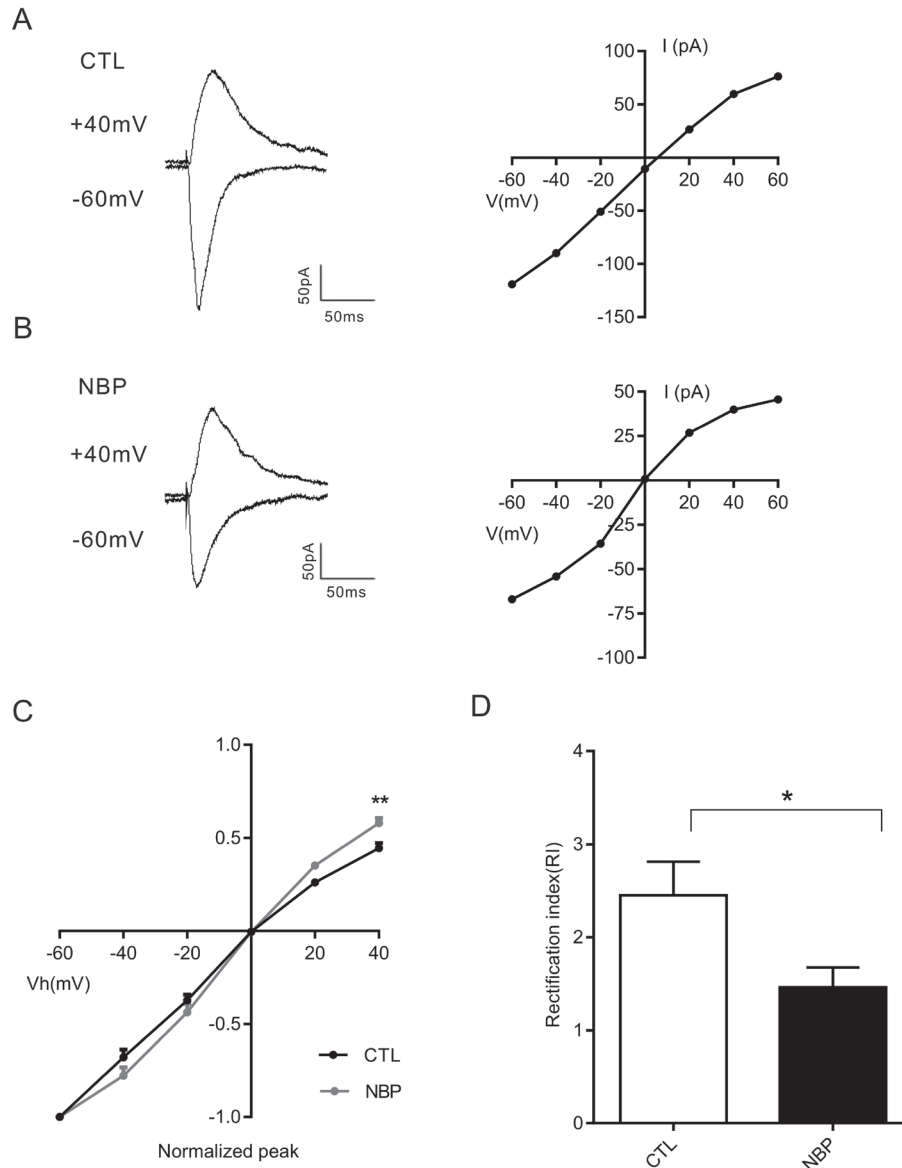 A
CTL
+40mV
-60mV
50pA
50ms
I (pA)
100
50
-60 -40 -20 0 20 40 60
V(mV)
-50
-100
-150
B
NBP
+40mV
-60mV
50pA
50ms
I (pA)
50
25
-60 -40 -20 0 20 40 60
V(mV)
-25
-50
-75
-100
C
1.0
**
0.5
-60 -40 -20 0 20 40
Vh(mV)
-0.5
CTL
NBP
-1.0
Normalized peak
D
Rectification index(RI)
4
*
3
2
1
0
CTL
NBP